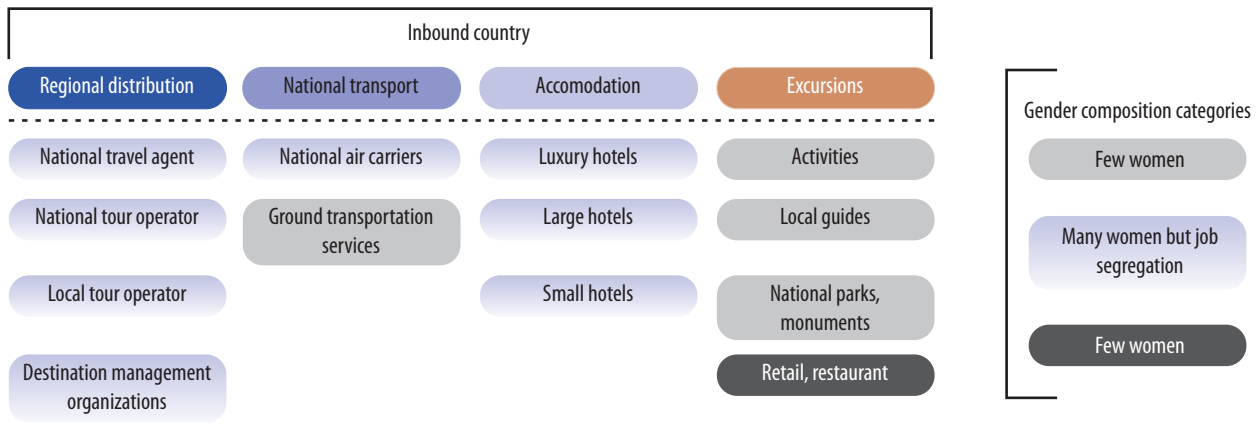 Inbound country
Regional distribution
National transport
Accomodation
Excursions
National travel agent
National air carriers
Luxury hotels
Activities
National tour operator
Ground transportation
services
Large hotels
Local guides
Local tour operator
Small hotels
National parks,
monuments
Destination management
organizations
Retail, restaurant
Gender composition categories
Few women
Many women but job
segregation
Few women